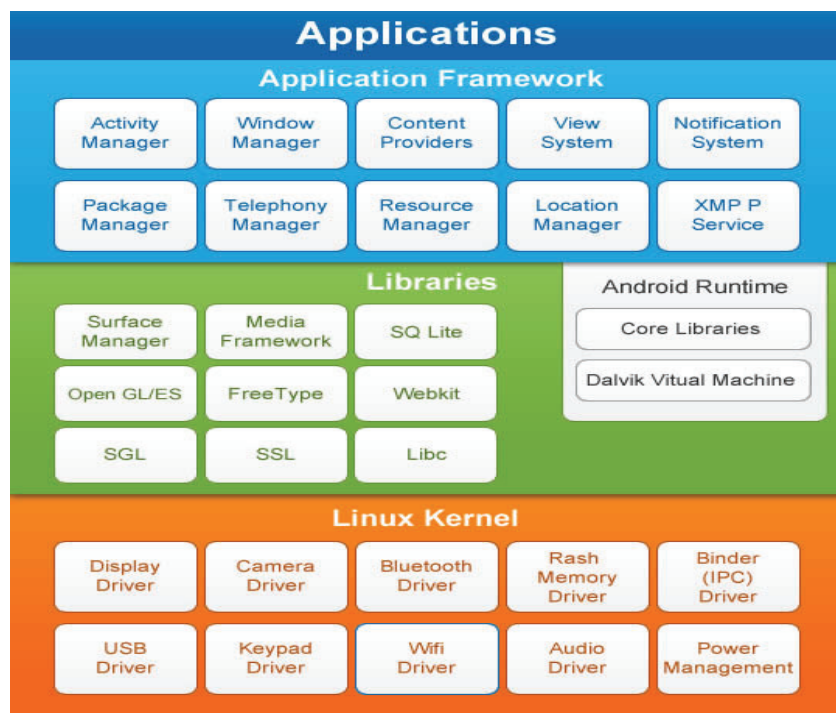 Applications
Application Framework
Activity
Manager
Window
Manager
Content
Providers
View
System
Notification
System
Package
Manager
Telephony
Manager
Resource
Manager
Location
Manager
XMP P
Service
Libraries
Surface
Manager
Media
Framework
SQ Lite
Open GL/ES
FreeType
Webkit
SGL
SSL
Libc
Android Runtime
Core Libraries
Dalvik Vitual Machine
Linux Kernel
Display
Driver
Camera
Driver
Bluetooth
Driver
Rash
Memory
Driver
Binder
(IPC)
Driver
USB
Driver
Keypad
Driver
Wifi
Driver
Audio
Driver
Power
Management